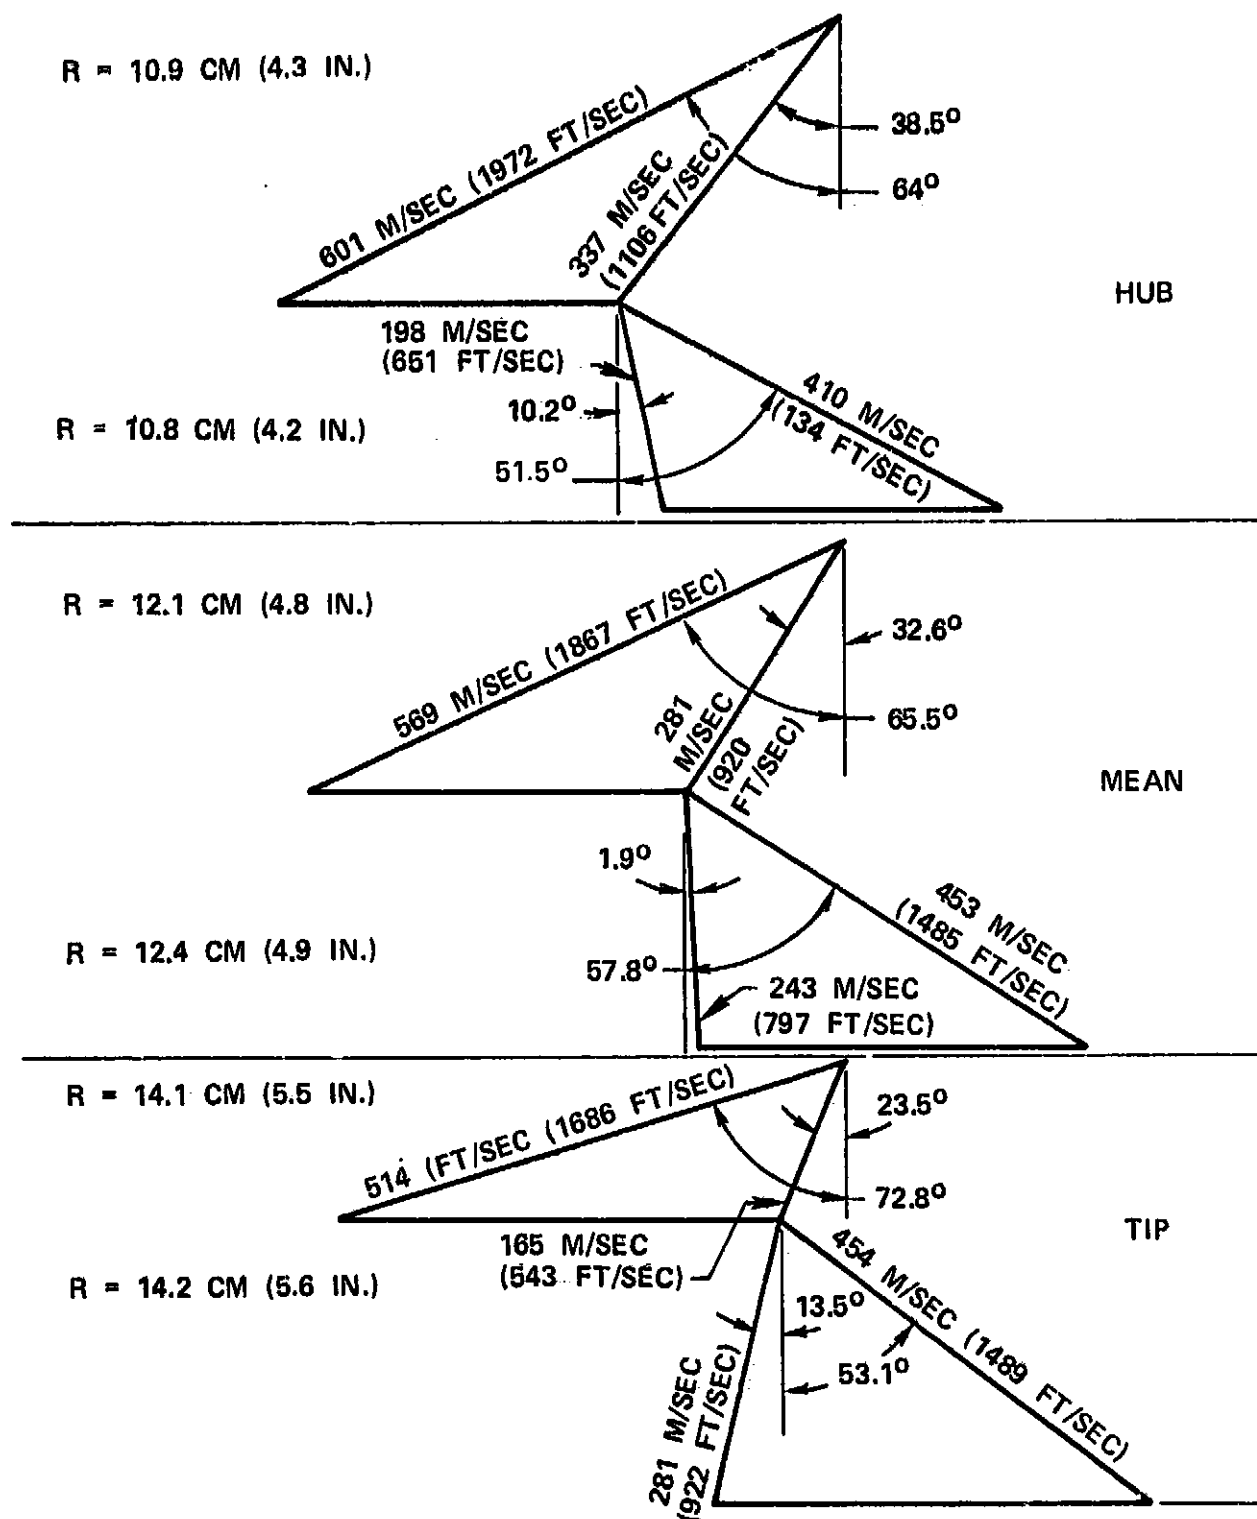 R = 10.9 CM (4.3 IN.)
601 M/SEC (1972 FT/SEC)
337 M/SEC
(1106 FT/SEC)
38.5°
64°
HUB
198 M/SEC
(651 FT/SEC)
10.2°
51.5°
410 M/SEC
(134 FT/SEC)
R = 10.8 CM (4.2 IN.)
R = 12.1 CM (4.8 IN.)
569 M/SEC (1867 FT/SEC)
281
M/SEC
(920
FT/SEC)
32.6°
65.5°
MEAN
1.9°
57.8°
453 M/SEC
(1485 FT/SEC)
R = 12.4 CM (4.9 IN.)
243 M/SEC
(797 FT/SEC)
R = 14.1 CM (5.5 IN.)
514 (FT/SEC (1686 FT/SEC)
23.5°
72.8°
TIP
165 M/SEC
(543 FT/SEC)
R = 14.2 CM (5.6 IN.)
454 M/SEC (1489 FT/SEC)
13.5°
53.1°
281 M/SEC
(922 FT/SEC)